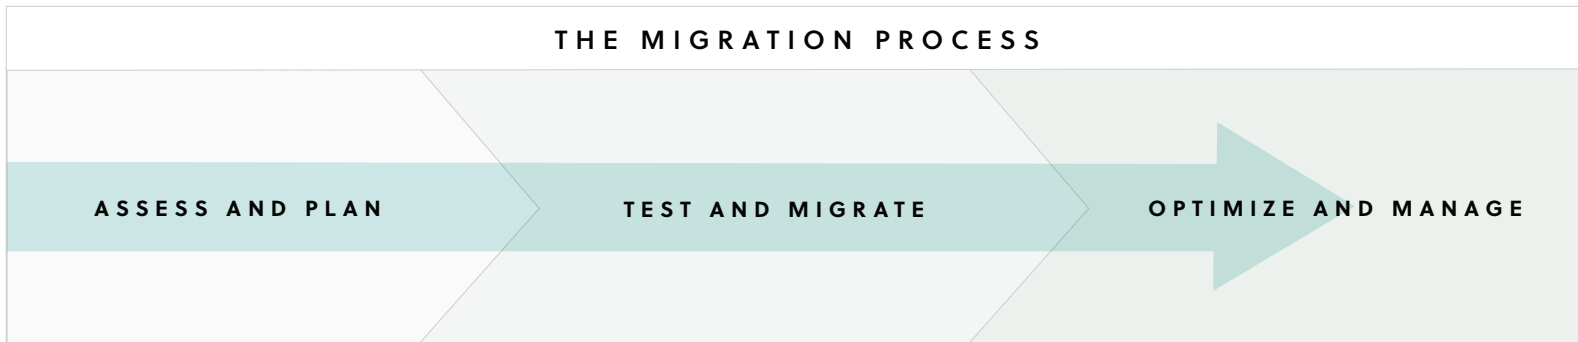 THE MIGRATION PROCESS
ASSESS AND PLAN
TEST AND MIGRATE
OPTIMIZE AND MANAGE